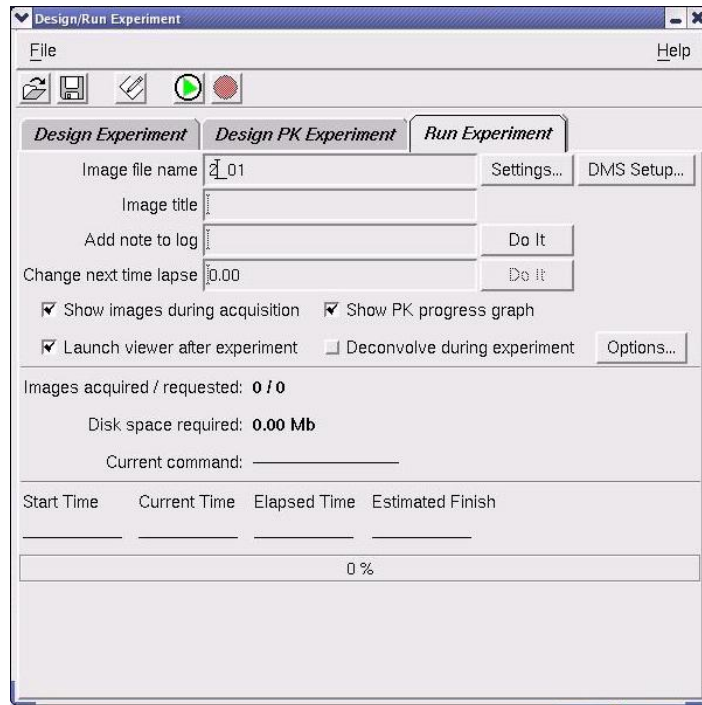 Design/Run Experiment
File Help
Design Experiment Design PK Experiment Run Experiment
Image file name 2_01 Settings... DMS Setup...
Image title
Add note to log Do It
Change next time lapse 0.00 Do It
Show images during acquisition Show PK progress graph
Launch viewer after experiment Deconvolve during experiment Options...
Images acquired / requested: 0 / 0
Disk space required: 0.00 Mb
Current command:
Start Time Current Time Elapsed Time Estimated Finish
0 %